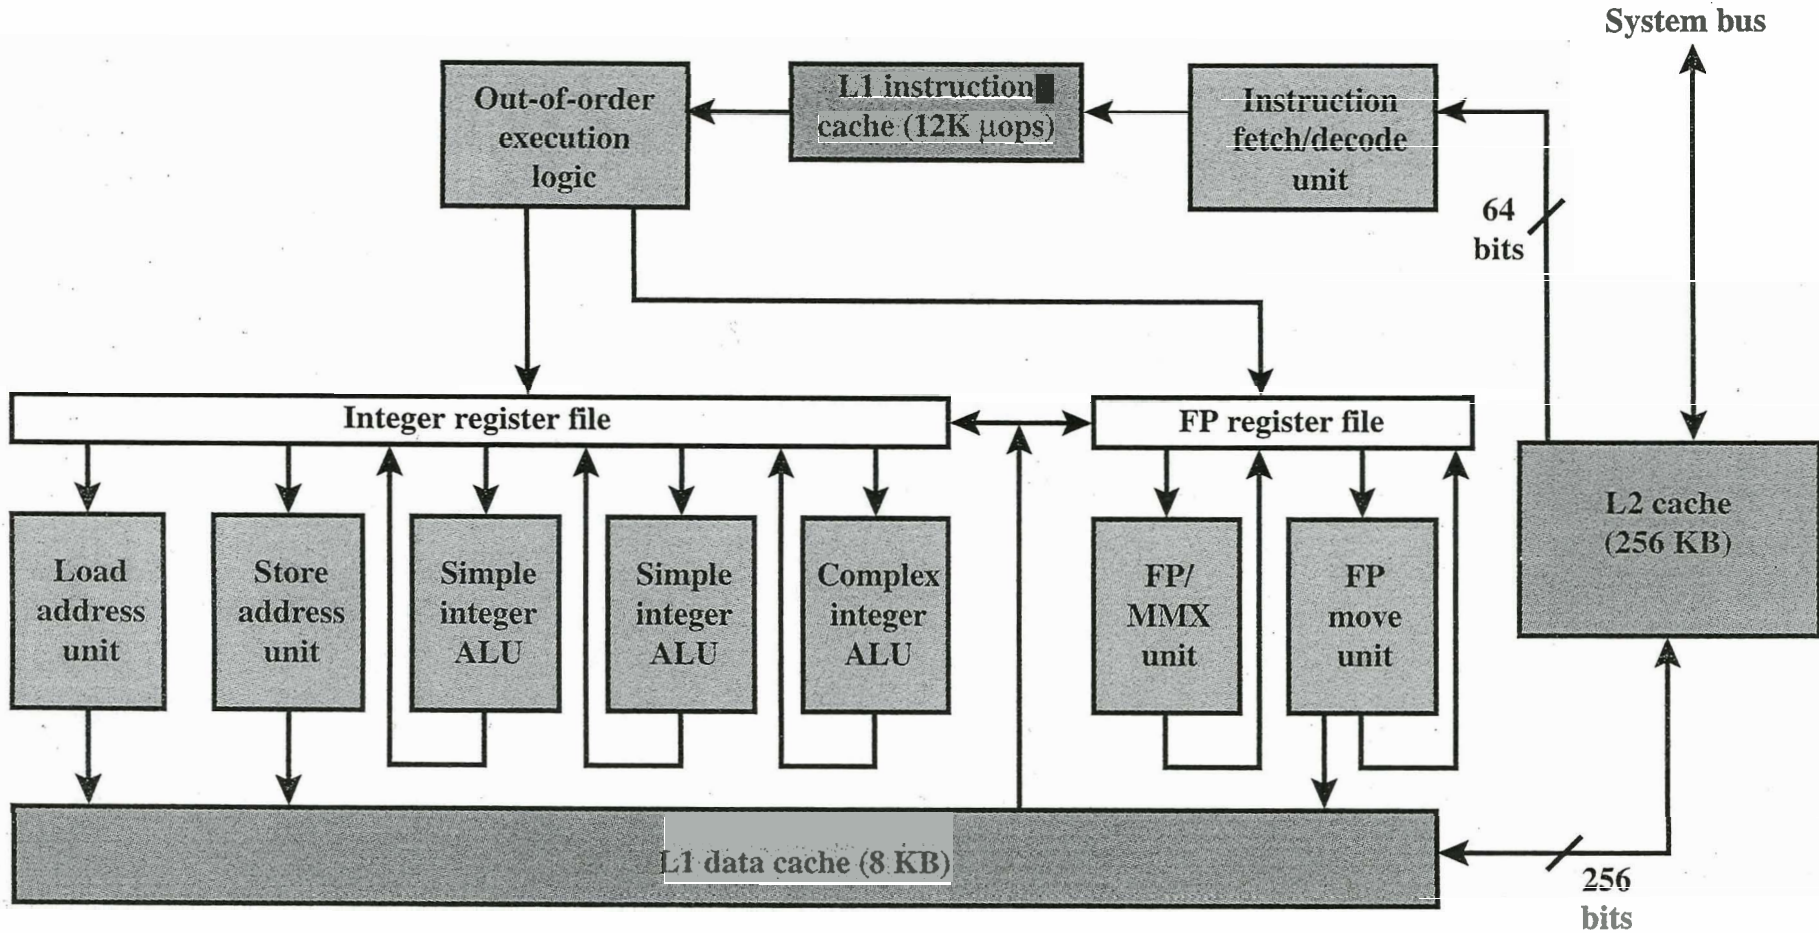 System bus
Out-of-order
execution
logic
L1 instruction
cache (12K μops)
Instruction
fetch/decode
unit
64
bits
Integer register file
FP register file
L2 cache
(256 KB)
Load
address
unit
Store
address
unit
Simple
integer
ALU
Simple
integer
ALU
Complex
integer
ALU
FP/
MMX
unit
FP
move
unit
L1 data cache (8 KB)
256
bits